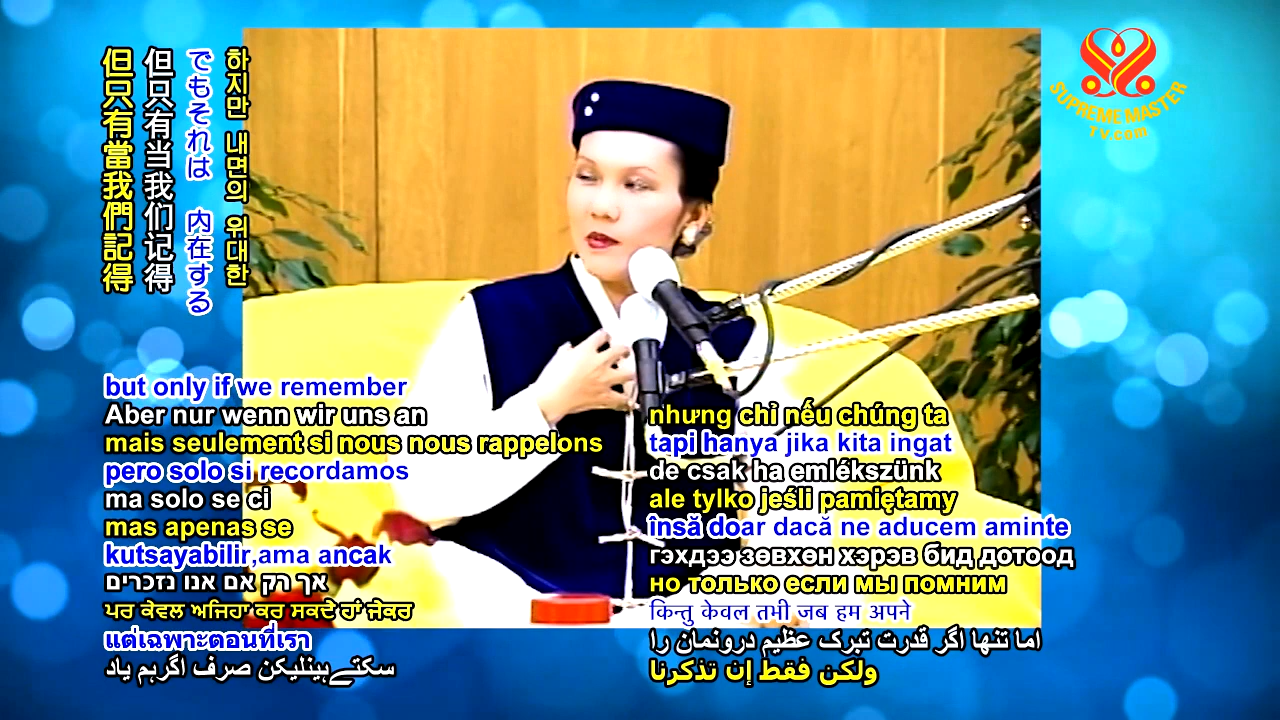 하지만 내면의 위대한
でもそれは 内在する
但只有当我们记得
但只有當我們記得
SUPREME MASTER
TV.com
but only if we remember
Aber nur wenn wir uns an
mais seulement si nous nous rappelons
pero solo si recordamos
ma solo se ci
mas apenas se
kutsayabilir,ama ancak
אך רק אם אנו נזכרים
ਪਰ ਕੇਵਲ ਅਜਿਹਾ ਕਰ ਸਕਦੇ ਹਾਂ ਜੇਕਰ
แต่เฉพาะตอนที่เรา
سکتےہینلیکن صرف اگرہم یاد
nhưng chỉ nếu chúng ta
tapi hanya jika kita ingat
de csak ha emlékszünk
ale tylko jeśli pamiętamy
însă doar dacă ne aducem aminte
гэхдээ зөвхөн хэрэв бид дотоод
но только если мы помним
किन्तु केवल तभी जब हम अपने
اما تنها اگر قدرت تبرک عظیم درونمان را
ولكن فقط إن تذكرنا